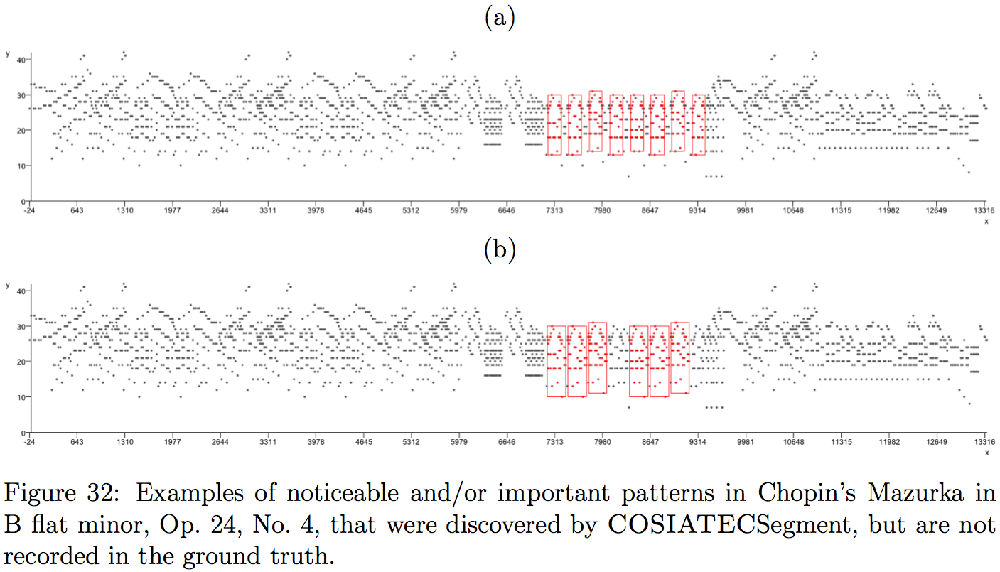 (a)
y
40
30
20
10
0
-24 643 1310 1977 2644 3311 3978 4645 5312 5979 6646 7313 7980 8647 9314 9981 10648 11315 11982 12649 13316
x
(b)
y
40
30
20
10
0
-24 643 1310 1977 2644 3311 3978 4645 5312 5979 6646 7313 7980 8647 9314 9981 10648 11315 11982 12649 13316
x
Figure 32: Examples of noticeable and/or important patterns in Chopin's Mazurka in
B flat minor, Op. 24, No. 4, that were discovered by COSIATECSegment, but are not
recorded in the ground truth.